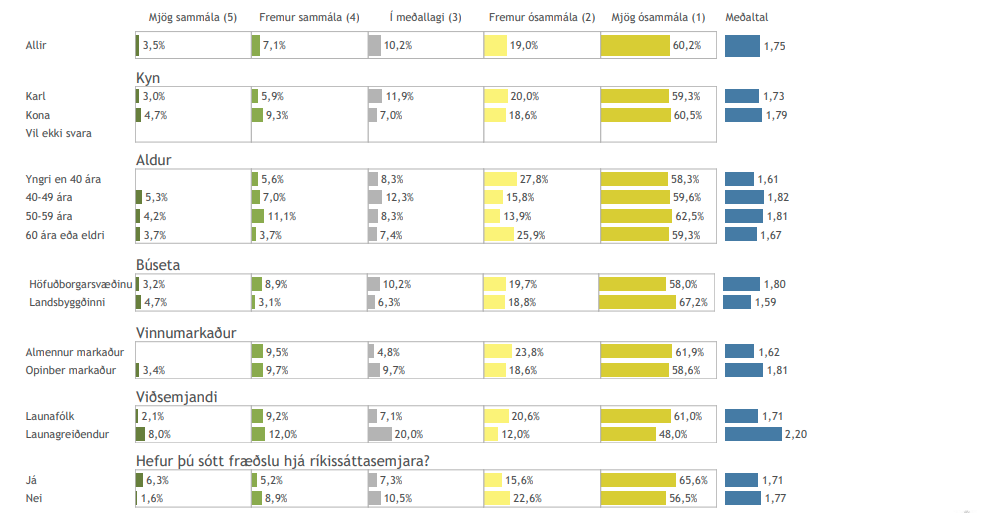 Mjög sammála (5) Fremur sammála (4) Í meðallagi (3) Fremur ósammála (2) Mjög ósammála (1) Meðaltal
Allir 3,5% 7,1% 10,2% 19,0% 60,2% 1,75
Kyn
Karl 3,0% 5,9% 11,9% 20,0% 59,3% 1,73
Kona 4,7% 9,3% 7,0% 18,6% 60,5% 1,79
Vil ekki svara
Aldur
Yngri en 40 ára 5,6% 8,3% 27,8% 58,3% 1,61
40-49 ára 5,3% 7,0% 12,3% 15,8% 59,6% 1,82
50-59 ára 4,2% 11,1% 8,3% 13,9% 62,5% 1,81
60 ára eða eldri 3,7% 3,7% 7,4% 25,9% 59,3% 1,67
Búseta
Höfuðborgarsvæðinu 3,2% 8,9% 10,2% 19,7% 58,0% 1,80
Landsbyggðinni 4,7% 3,1% 6,3% 18,8% 67,2% 1,59
Vinnumarkaður
Almennur markaður 9,5% 4,8% 23,8% 61,9% 1,62
Opinber markaður 3,4% 9,7% 9,7% 18,6% 58,6% 1,81
Viðsemjandi
Launafólk 2,1% 9,2% 7,1% 20,6% 61,0% 1,71
Launagreiðendur 8,0% 12,0% 20,0% 12,0% 48,0% 2,20
Hefur þú sótt fræðslu hjá ríkissáttasemjara?
Já 6,3% 5,2% 7,3% 15,6% 65,6% 1,71
Nei 1,6% 8,9% 10,5% 22,6% 56,5% 1,77